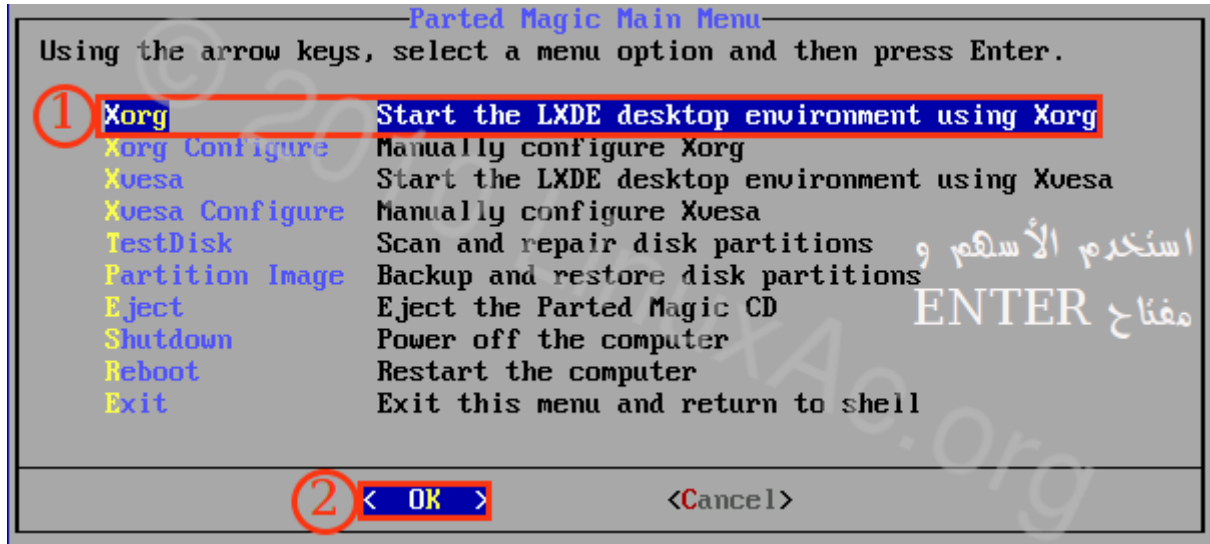 Parted Magic Main Menu
Using the arrow keys, select a menu option and then press Enter.
1
Xorg Start the LXDE desktop environment using Xorg
Xorg Configure Manually configure Xorg
Xvesa Start the LXDE desktop environment using Xvesa
Xvesa Configure Manually configure Xvesa
TestDisk Scan and repair disk partitions
Partition Image Backup and restore disk partitions
Eject Eject the Parted Magic CD
Shutdown Power off the computer
Reboot Restart the computer
Exit Exit this menu and return to shell
استخدم الأسهم و
مفتاح ENTER
2
< OK > <Cancel>
© 2010 LinuxAc.org